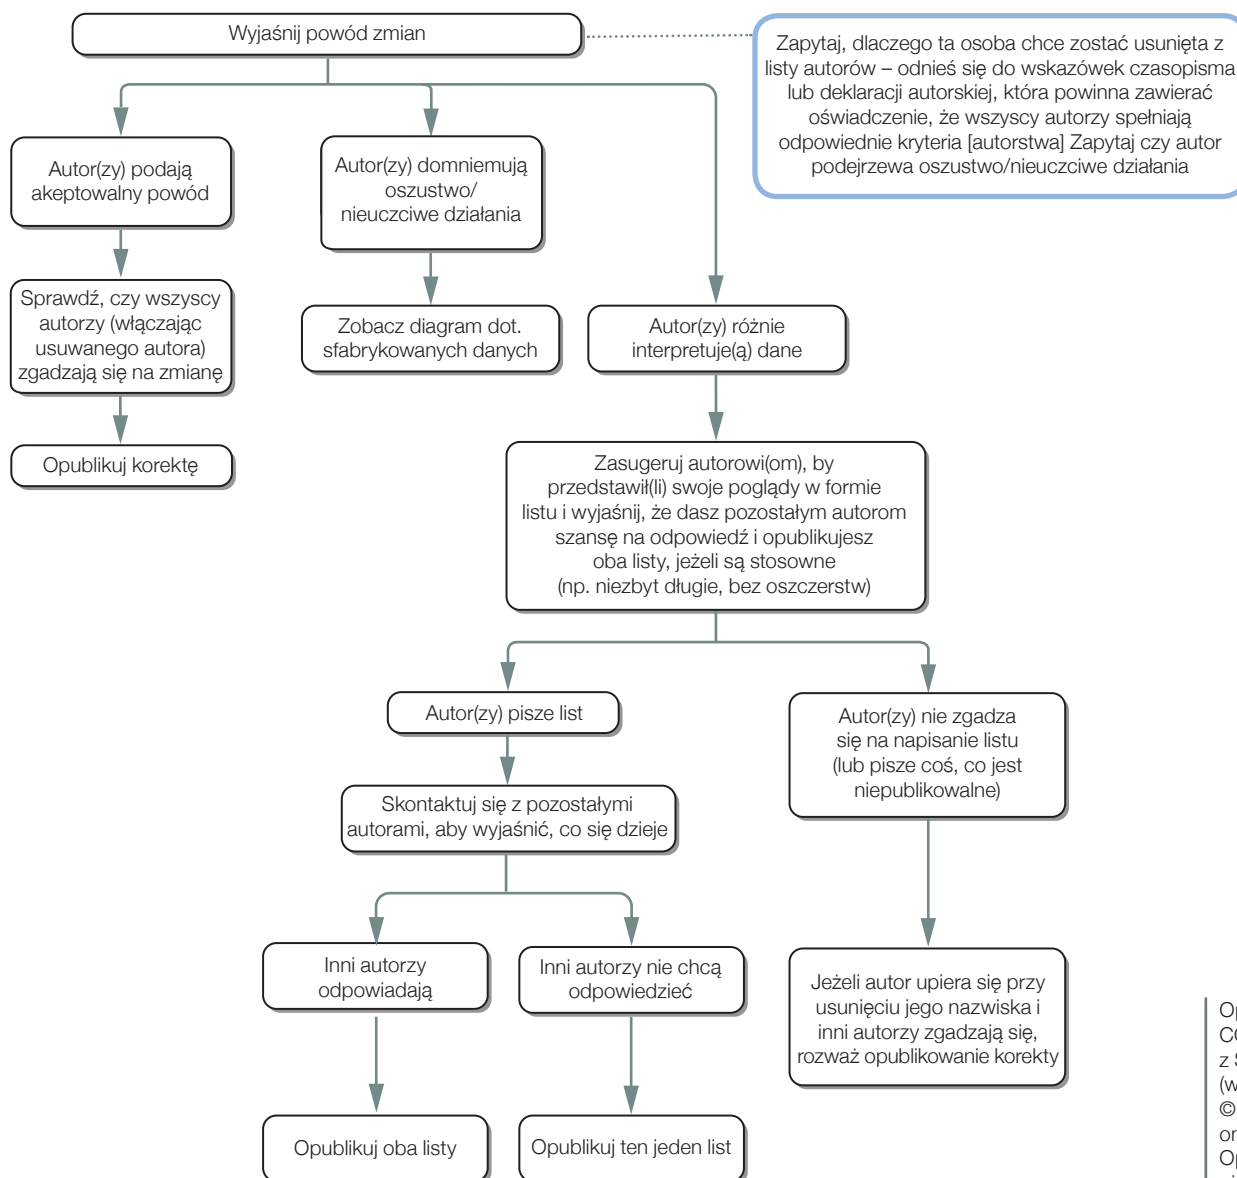 Wyjaśnij powód zmian
Zapytaj, dlaczego ta osoba chce zostać usunięta z
listy autorów – odnieś się do wskazówek czasopisma
lub deklaracji autorskiej, która powinna zawierać
oświadczenie, że wszyscy autorzy spełniają
odpowiednie kryteria [autorstwa] Zapytaj czy autor
podejrzewa oszustwo/nieuczciwe działania
Autor(zy) podają
akceptowalny powód
Autor(zy) domniemują
oszustwo/
nieuczciwe działania
Sprawdź, czy wszyscy
autorzy (włączając
usuwanego autora)
zgadzają się na zmianę
Zobacz diagram dot.
sfabrykowanych danych
Autor(zy) różnie
interpretuje(ą) dane
Opublikuj korektę
Zasugeruj autorowi(om), by
przedstawił(li) swoje poglądy w formie
listu i wyjaśnij, że dasz pozostałym autorom
szansę na odpowiedź i opublikujesz
oba listy, jeżeli są stosowne
(np. niezbyt długie, bez oszczerstw)
Autor(zy) pisze list
Autor(zy) nie zgadza
się na napisanie listu
(lub pisze coś, co jest
niepublikowalne)
Skontaktuj się z pozostałymi
autorami, aby wyjaśnić, co się dzieje
Inni autorzy
odpowiadają
Inni autorzy nie chcą
odpowiedzieć
Jeżeli autor upiera się przy
usunięciu jego nazwiska i
inni autorzy zgadzają się,
rozważ opublikowanie korekty
Opublikuj oba listy
Opublikuj ten jeden list
z
©